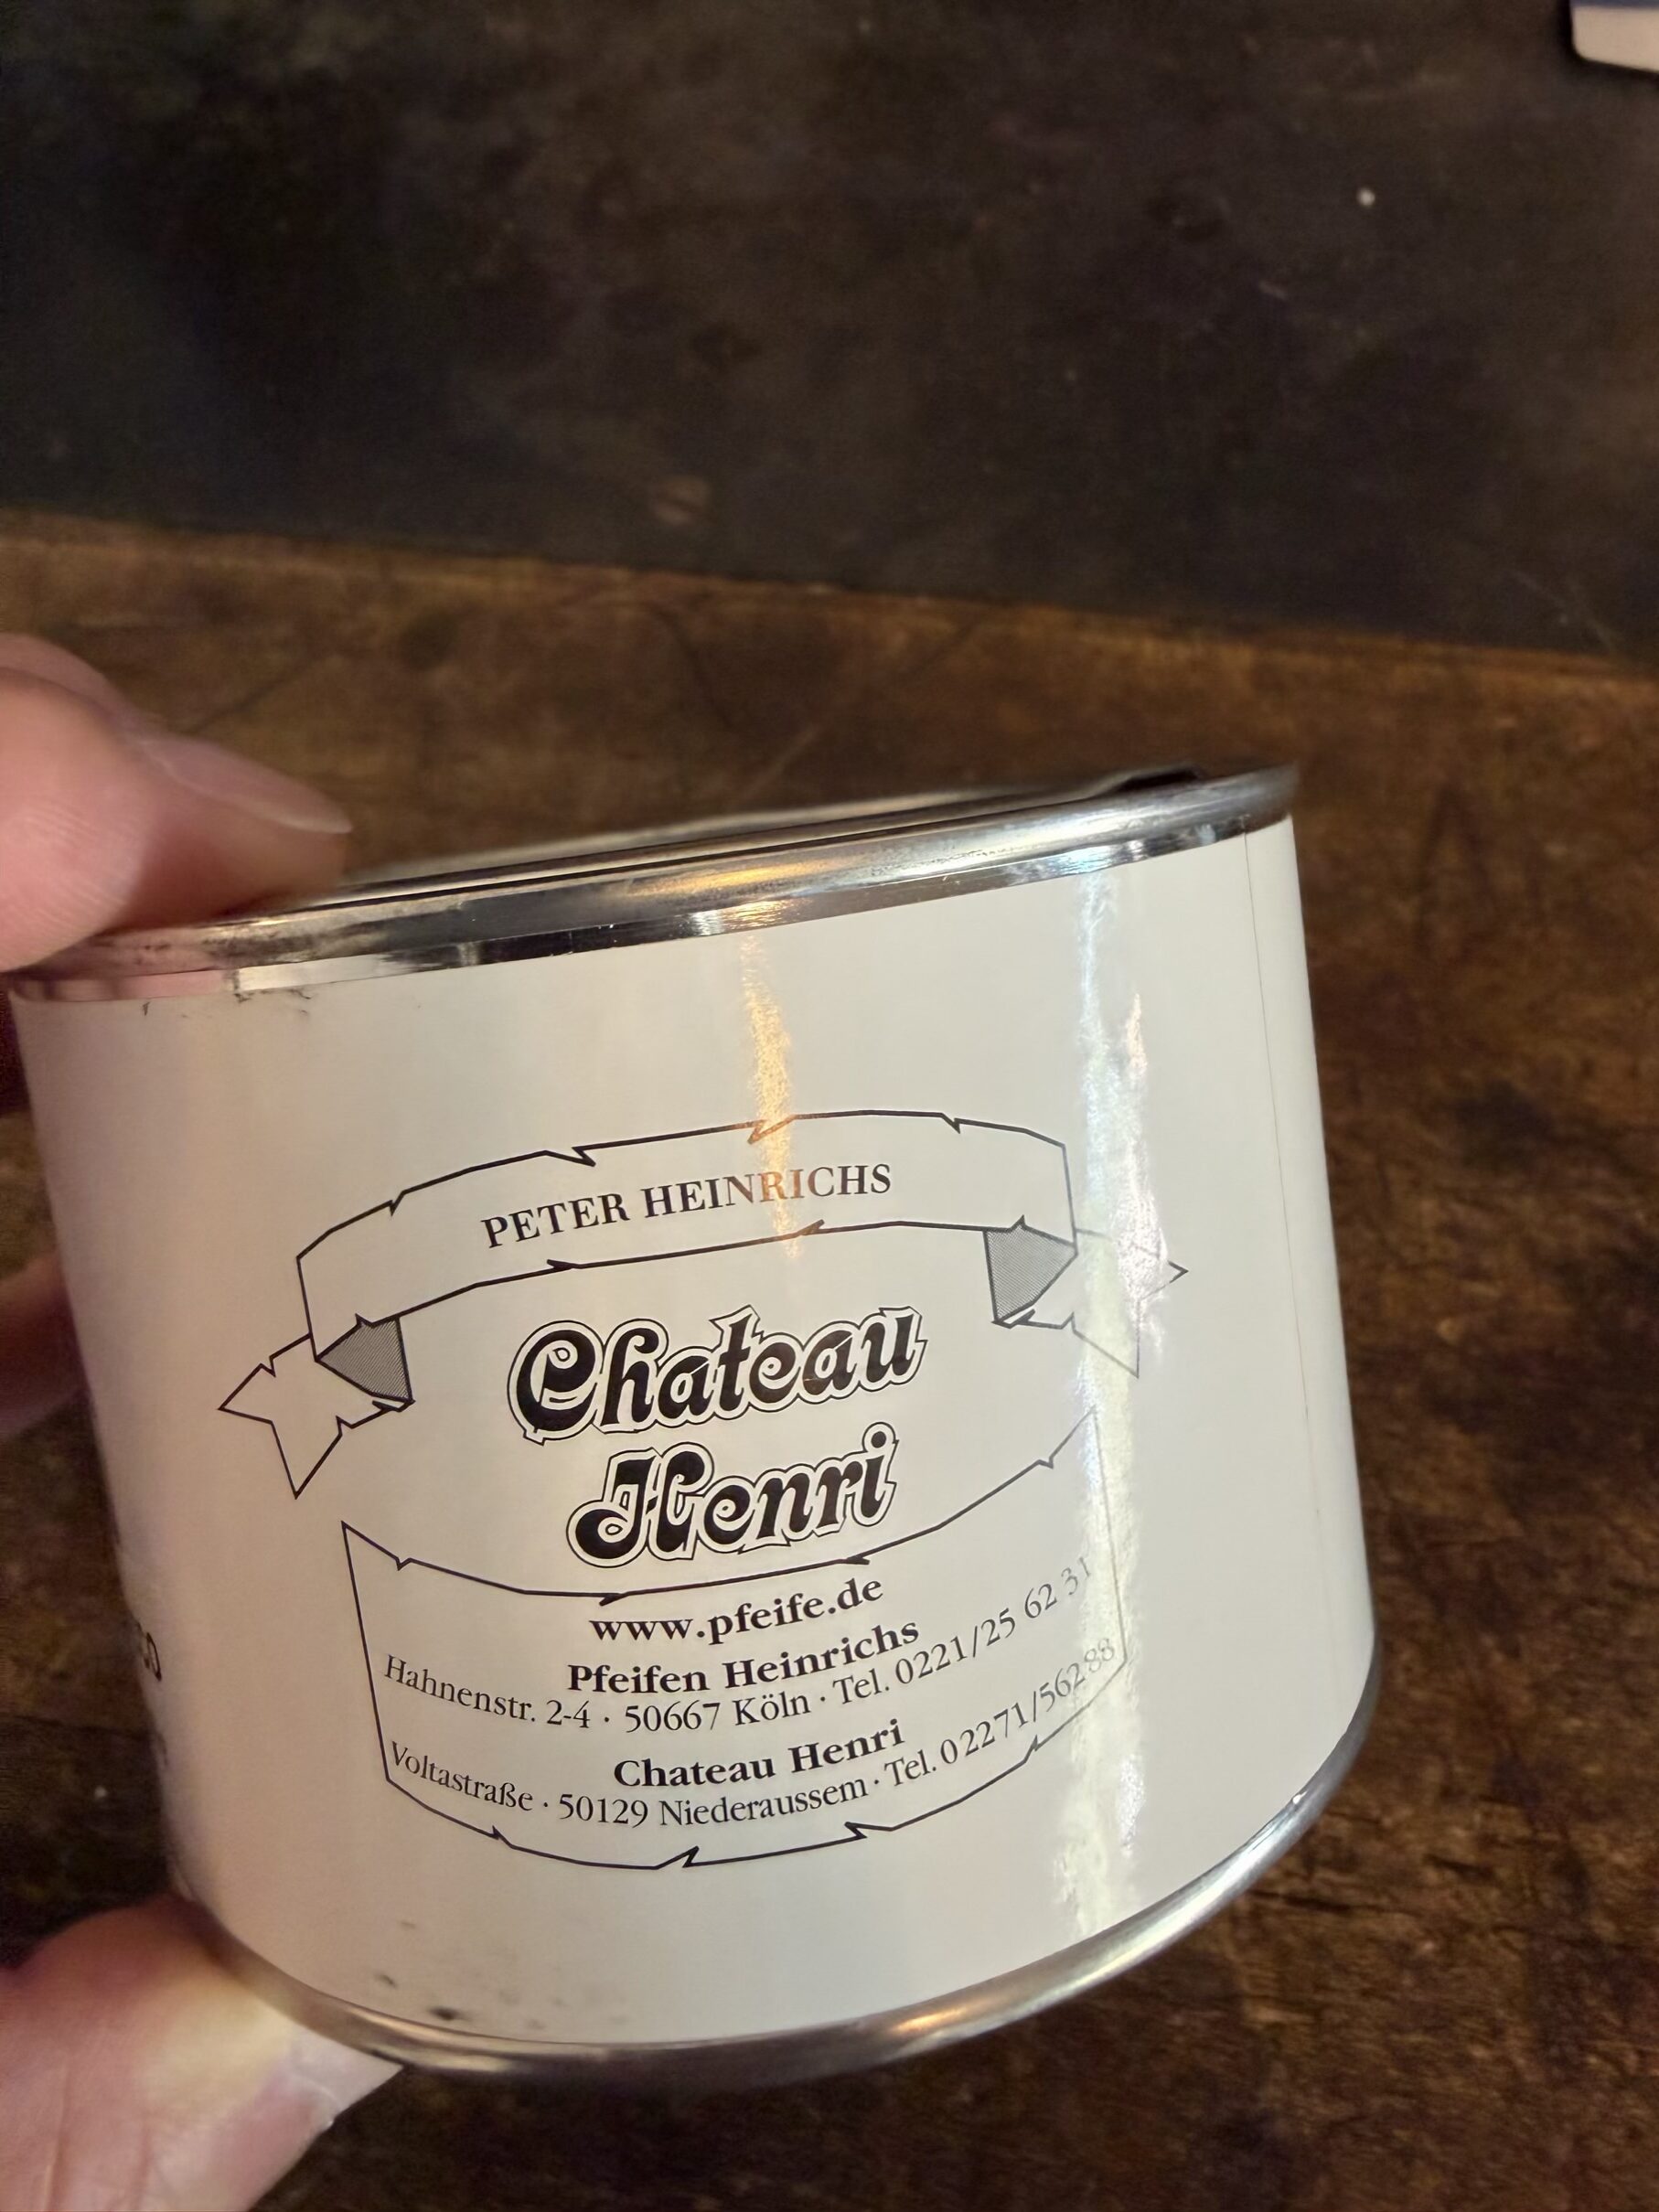 PETER HEINRICHS
Chateau
Henri
www.pfeife.de
Pfeifen Heinrichs
Hahnenstr. 2-4 · 50667 Köln · Tel. 0221/25 62 31
Chateau Henri
Voltastraße · 50129 Niederaussem · Tel. 02271/56288